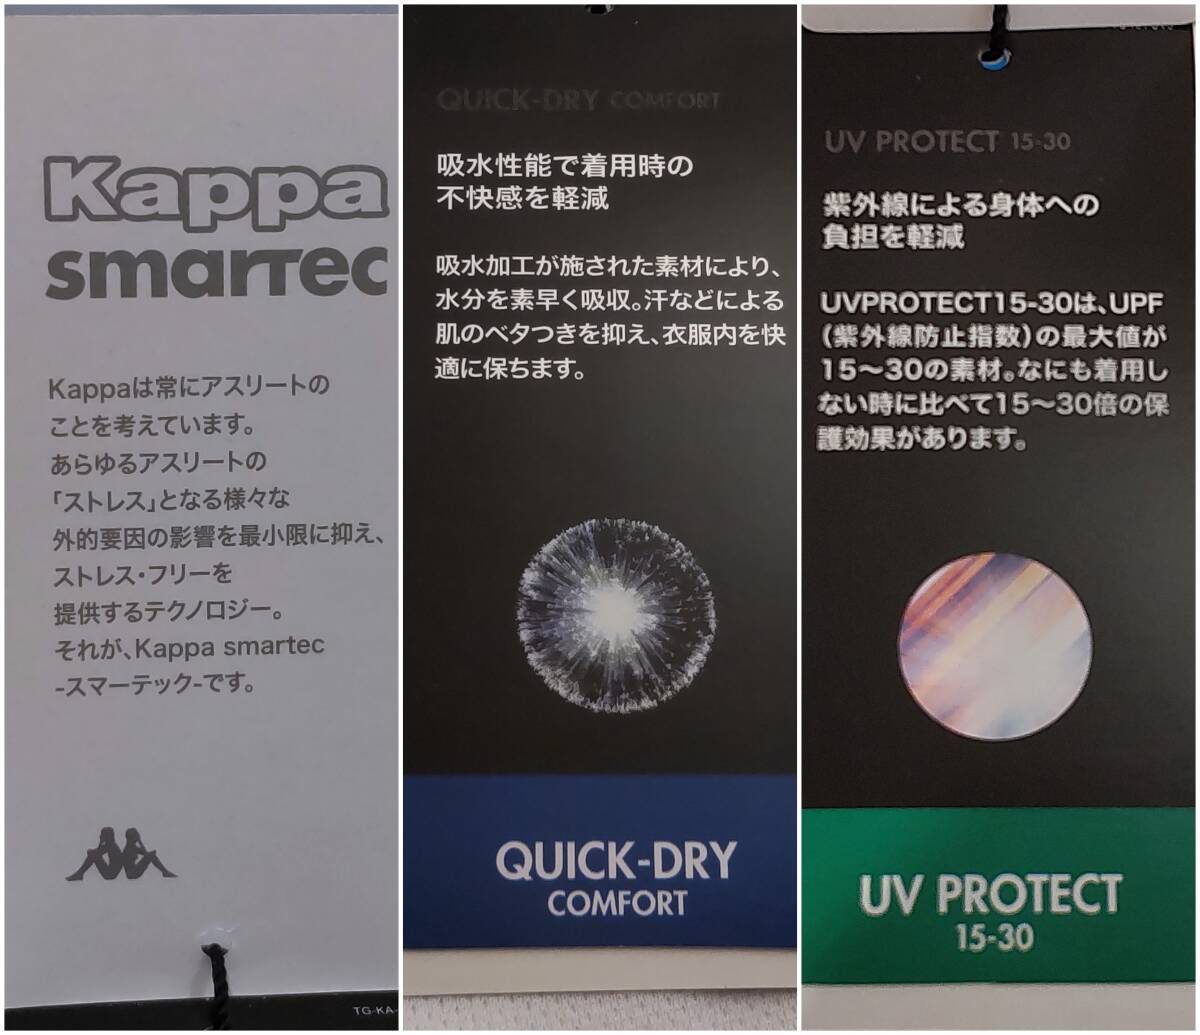 Kappa
smartec
Kappaは常にアスリートの
ことを考えています。
あらゆるアスリートの
「ストレス」となる様々な
外的要因の影響を最小限に抑え、
ストレス・フリーを
提供するテクノロジー。
それが、Kappa smartec
-スマーテック-です。
TG-KA-
QUICK-DRY COMFORT
吸水性能で着用時の
不快感を軽減
吸水加工が施された素材により、
水分を素早く吸収。汗などによる
肌のベタつきを抑え、衣服内を快
適に保ちます。
QUICK-DRY
COMFORT
UV PROTECT 15-30
紫外線による身体への
負担を軽減
UVPROTECT15-30は、UPF
(紫外線防止指数)の最大値が
15〜30の素材。なにも着用し
ない時に比べて15〜30倍の保
護効果があります。
UV PROTECT
15-30